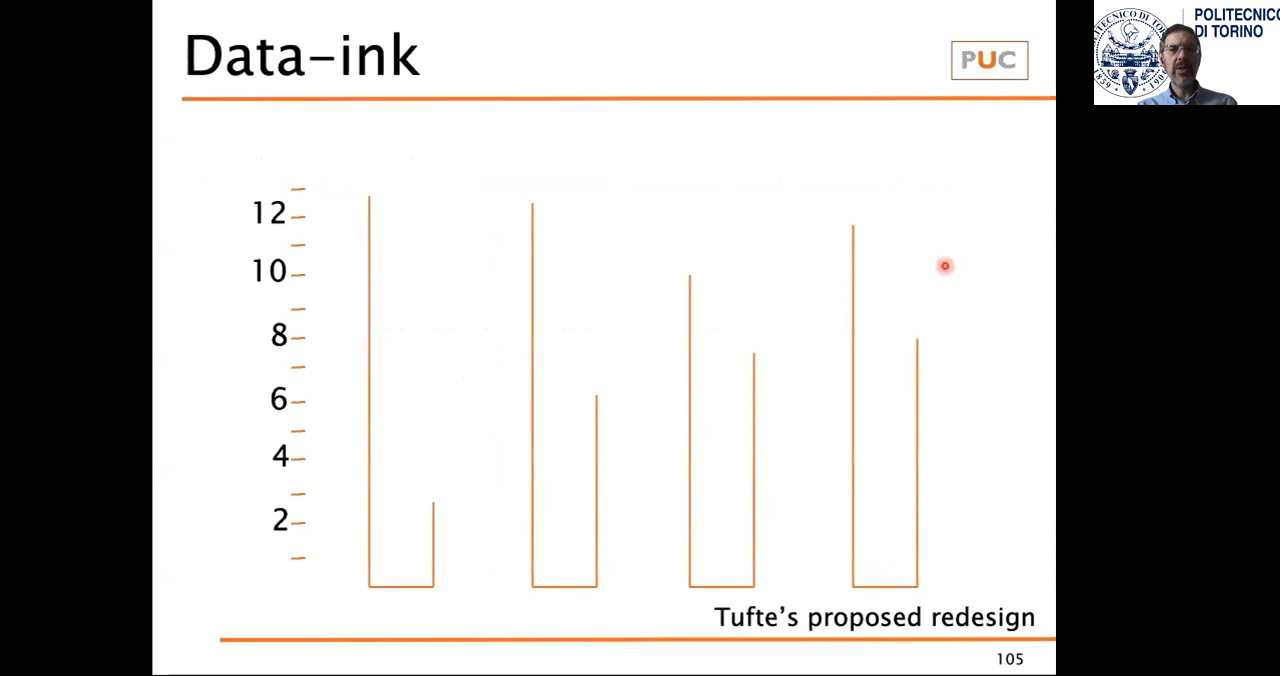 Data-ink
PUC
POLITECNICO
DI TORINO
12
10
8
6
4
2
Tufte's proposed redesign
105